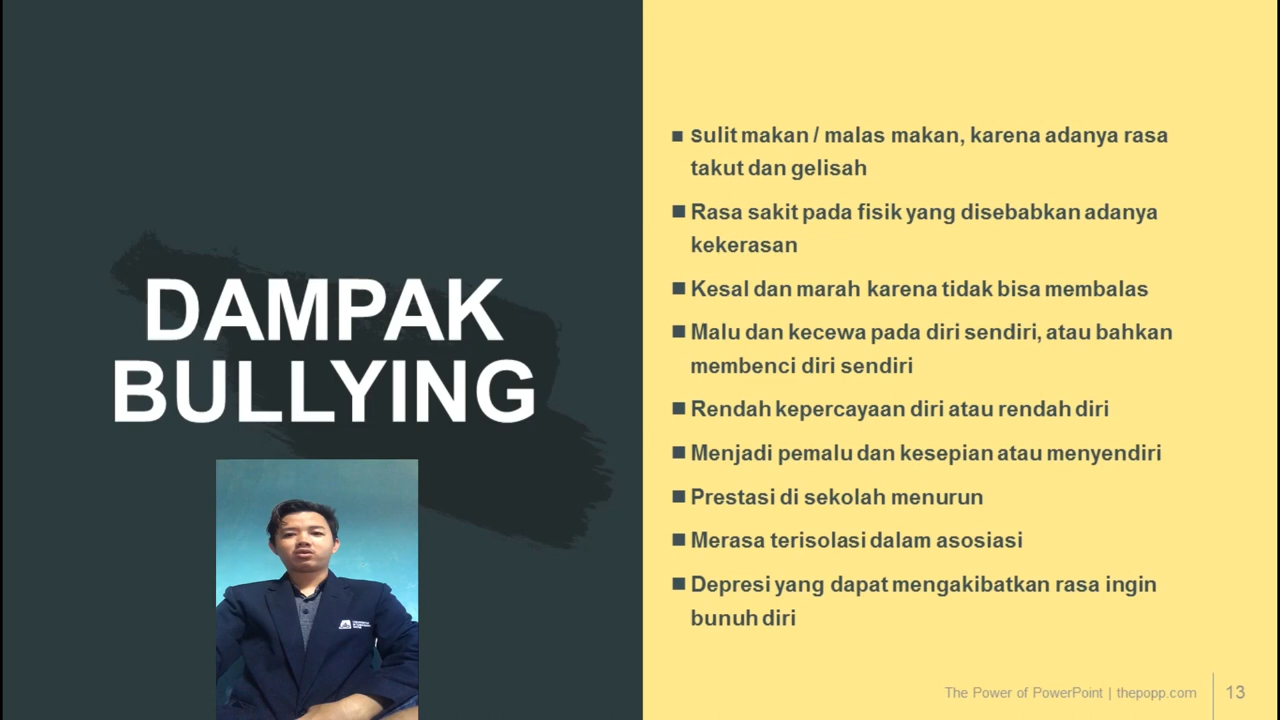 DAMPAK
BULLYING
sulit makan / malas makan, karena adanya rasa
takut dan gelisah
Rasa sakit pada fisik yang disebabkan adanya
kekerasan
Kesal dan marah karena tidak bisa membalas
Malu dan kecewa pada diri sendiri, atau bahkan
membenci diri sendiri
Rendah kepercayaan diri atau rendah diri
Menjadi pemalu dan kesepian atau menyendiri
Prestasi di sekolah menurun
Merasa terisolasi dalam asosiasi
Depresi yang dapat mengakibatkan rasa ingin
bunuh diri
The Power of PowerPoint | thepopp.com
13